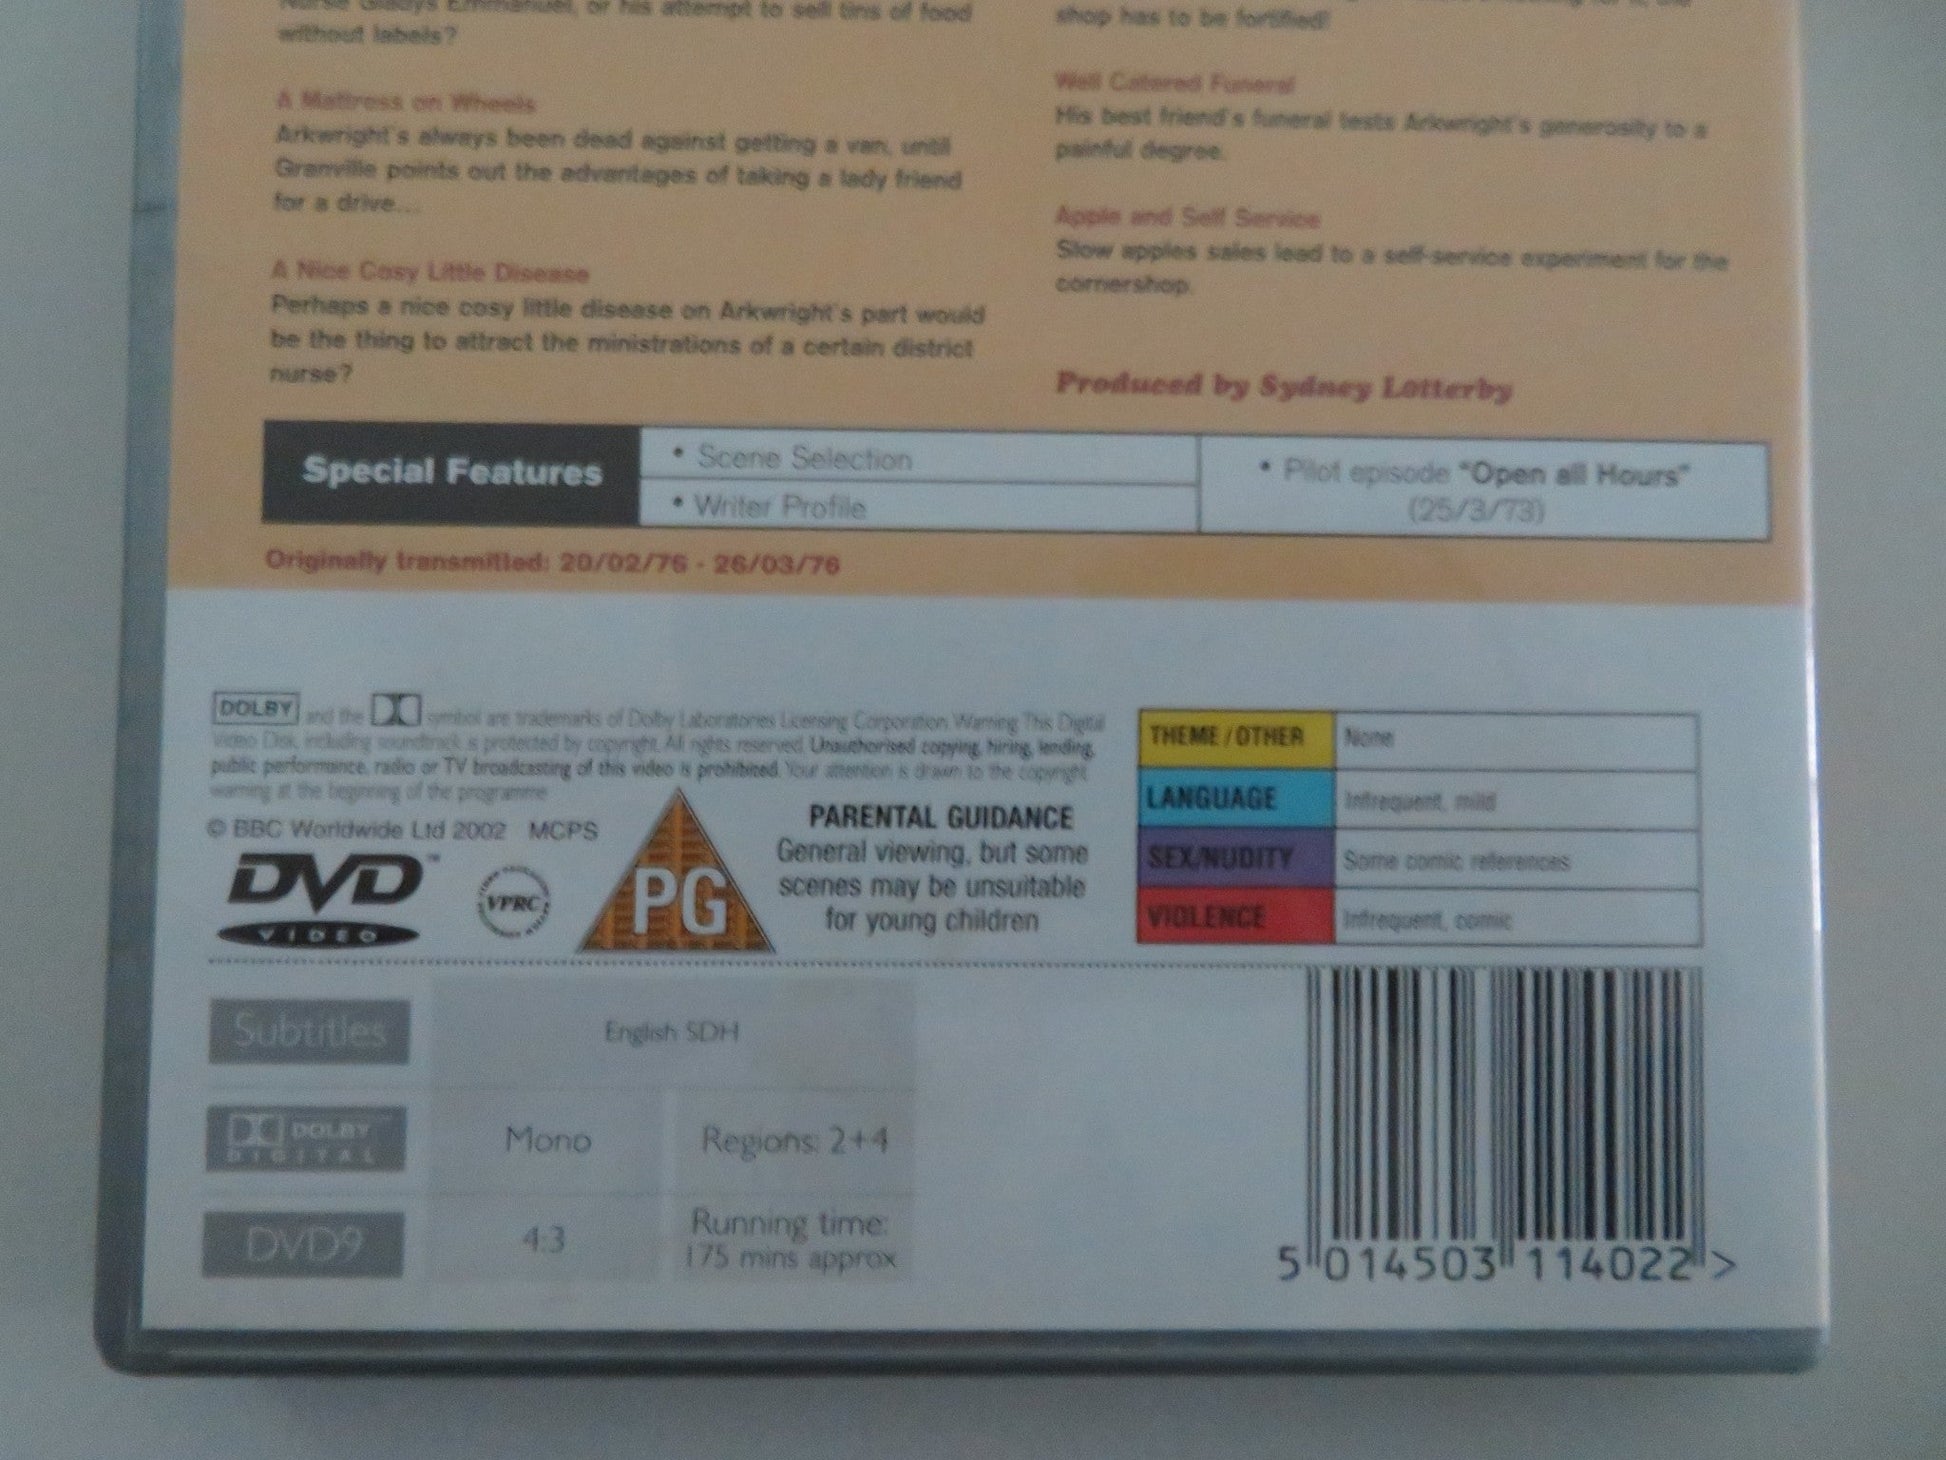 Nurse Gladys Emmanuel, or his attempt to sell tins of food
without labels?
A Mattress on Wheels
Arkwright's always been dead against getting a van, until
Granville points out the advantages of taking a lady friend
for a drive...
A Nice Cosy Little Disease
Perhaps a nice cosy little disease on Arkwright's part would
be the thing to attract the ministrations of a certain district
nurse?
shop has to be fortified!
Well Catered Funeral
His best friend's funeral tests Arkwright's generosity to a
painful degree.
Apple and Self Service
Slow apples sales lead to a self-service experiment for the
cornershop.
Produced by Sydney Lotterby
Special Features
• Scene Selection
• Writer Profile
• Pilot episode "Open all Hours"
(25/3/73)
Originally transmitted: 20/02/76 - 26/03/76
DOLBY and the symbol are trademarks of Dolby Laboratories Licensing Corporation Warning This Digital
Video Disk, including soundtrack is protected by copyright. All rights reserved. Unauthorised copying, hiring, lending,
public performance, radio or TV broadcasting of this video is prohibited. Your attention is drawn to the copyright
warning at the beginning of the programme
© BBC Worldwide Ltd 2002 MCPS
DVD™
VIDEO
VPRC
PG
PARENTAL GUIDANCE
General viewing, but some
scenes may be unsuitable
for young children
THEME/OTHER None
LANGUAGE Infrequent, mild
SEX/NUDITY Some comic references
VIOLENCE Infrequent, comic
Subtitles English SDH
DOLBY
DIGITAL
Mono
Regions: 2+4
DVD9
4:3
Running time:
175 mins approx
5 014503 114022 >